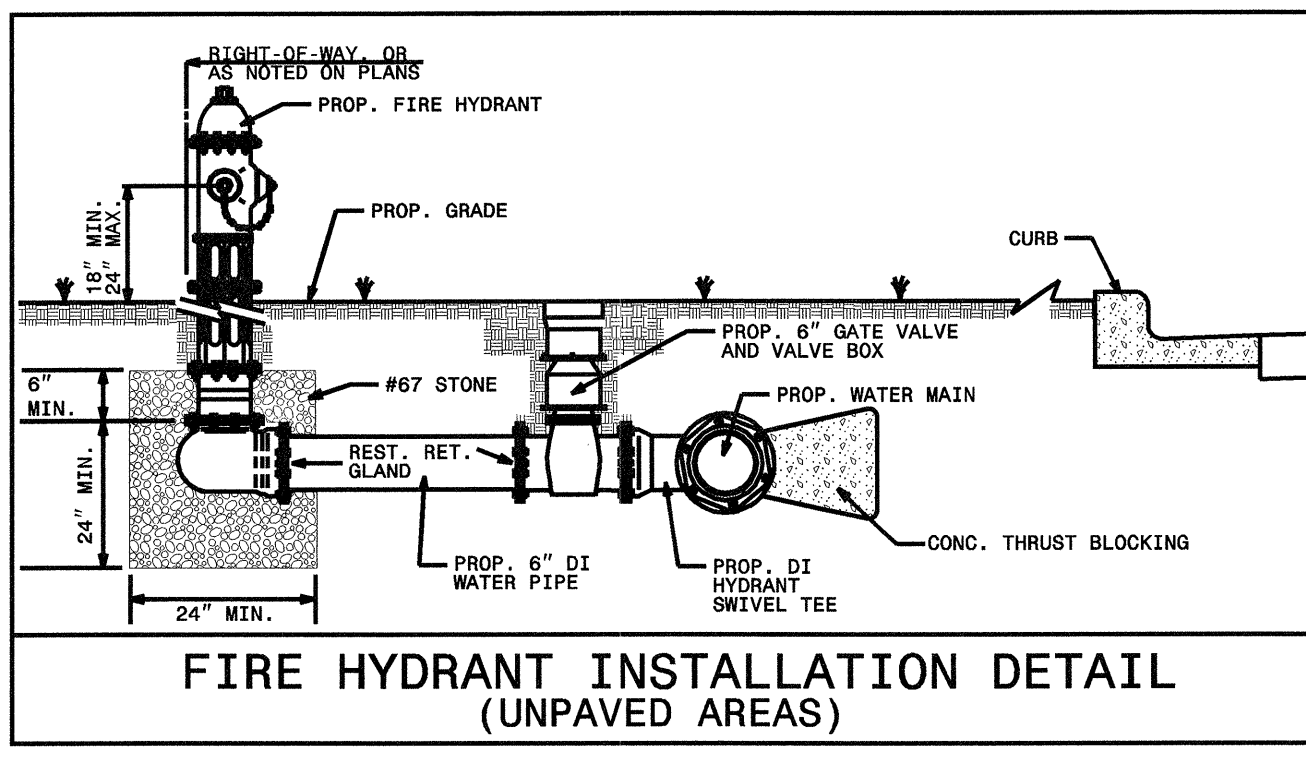 RIGHT-OF-WAY. OR
AS NOTED ON PLANS
PROP. FIRE HYDRANT
18" MIN.
24" MAX.
PROP. GRADE
CURB
PROP. 6" GATE VALVE
AND VALVE BOX
6"
MIN.
#67 STONE
PROP. WATER MAIN
REST. RET.
GLAND
24" MIN.
CONC. THRUST BLOCKING
PROP. 6" DI
WATER PIPE
PROP. DI
HYDRANT
SWIVEL TEE
24" MIN.
FIRE HYDRANT INSTALLATION DETAIL
(UNPAVED AREAS)